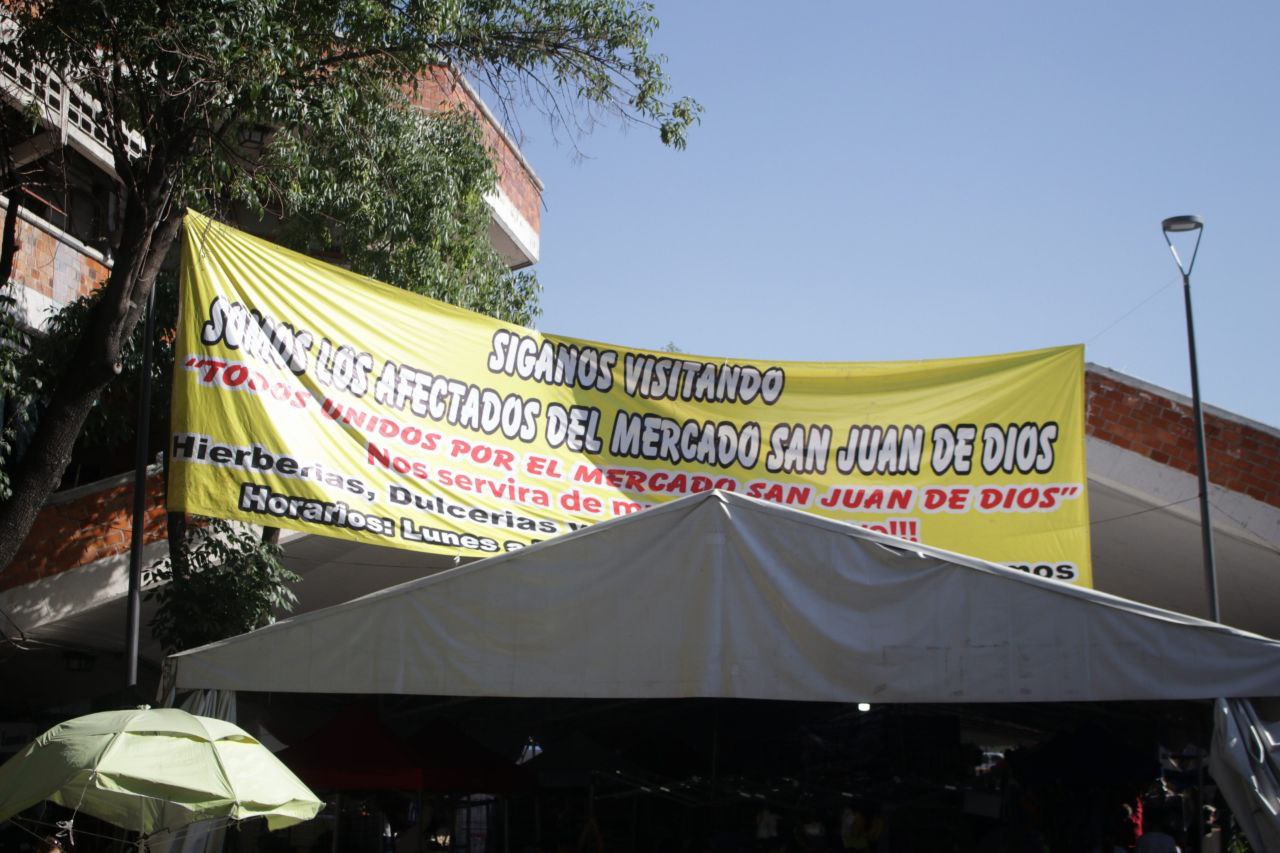 SIGANOS VISITANDO
SOMOS LOS AFECTADOS DEL MERCADO SAN JUAN DE DIOS
"TODOS UNIDOS POR EL MERCADO SAN JUAN DE DIOS"
Nos servira de
Hierberias, Dulcerias
Horarios: Lunes a